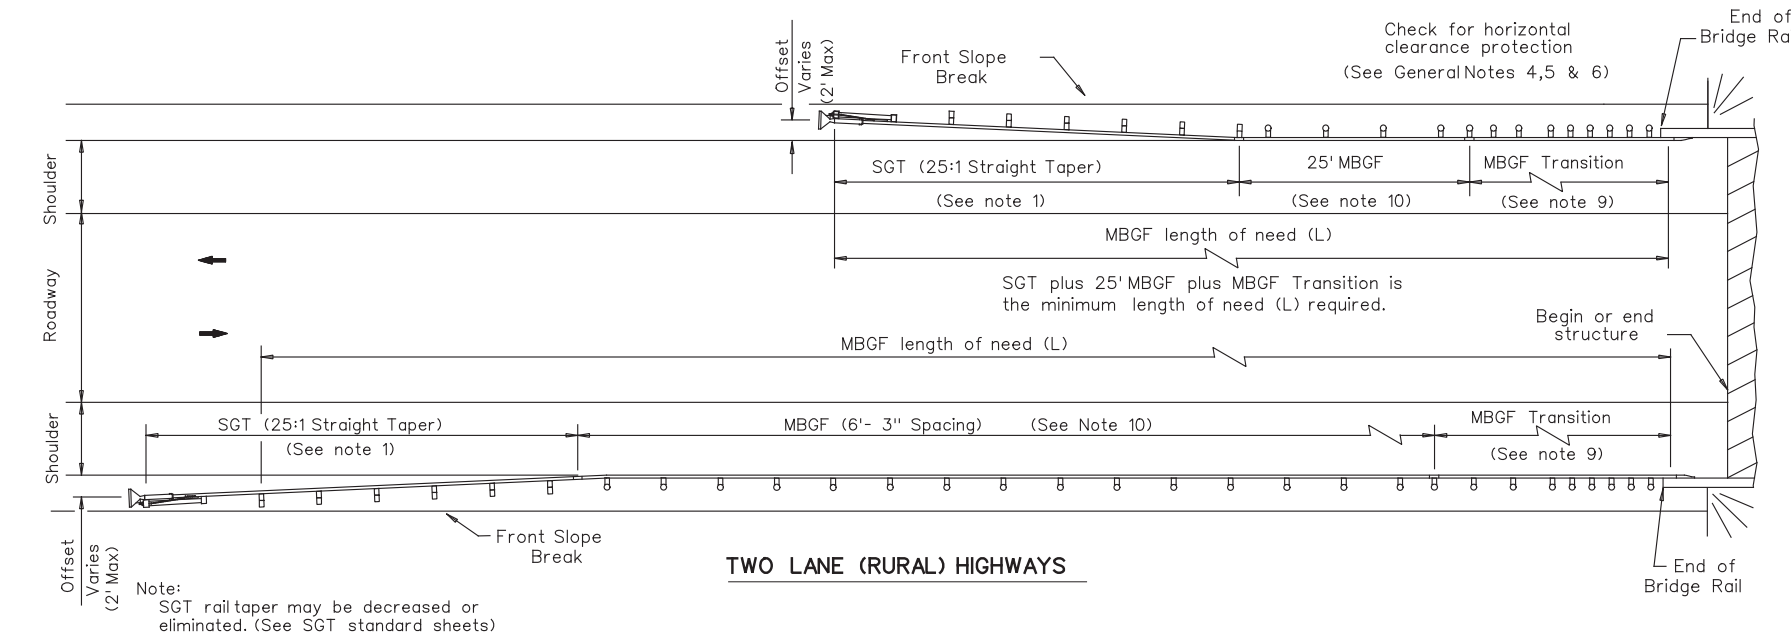 End of
Bridge Ra
Check for horizontal
clearance protection
(See General Notes 4,5 & 6)
Front Slope
Break
Offset
Varies
(2' Max)
Shoulder
SGT (25:1 Straight Taper)
25' MBGF
MBGF Transition
(See note 1)
(See note 10)
(See note 9)
MBGF length of need (L)
SGT plus 25' MBGF plus MBGF Transition is
the minimum length of need (L) required.
Roadway
Begin or end
structure
MBGF length of need (L)
Shoulder
SGT (25:1 Straight Taper)
MBGF (6'- 3" Spacing)
(See Note 10)
MBGF Transition
(See note 1)
(See note 9)
Front Slope
Break
TWO LANE (RURAL) HIGHWAYS
End of
Bridge Rail
Offset
Varies
(2' Max)
Note:
SGT rail taper may be decreased or
eliminated. (See SGT standard sheets)